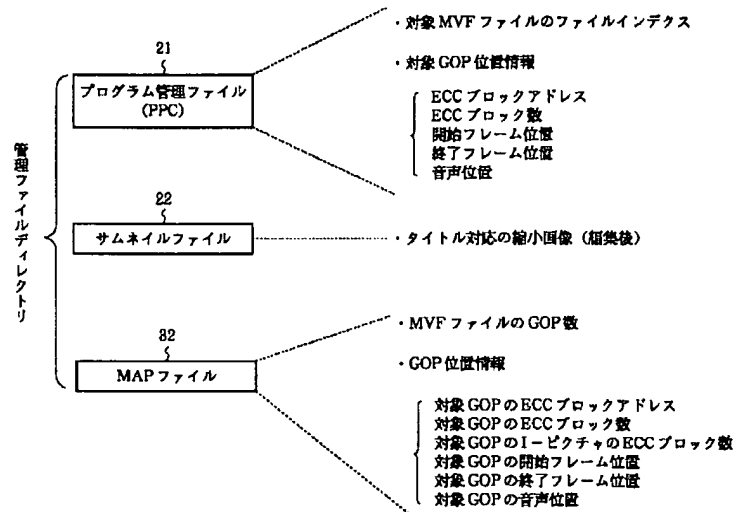 管理ファイルディレクトリ
21
プログラム管理ファイル
(PPC)
・対象MVFファイルのファイルインデクス
・対象GOP位置情報
ECCブロックアドレス
ECCブロック数
開始フレーム位置
終了フレーム位置
音声位置
22
サムネイルファイル
・タイトル対応の縮小画像（編集後）
32
MAPファイル
・MVFファイルのGOP数
・GOP位置情報
対象GOPのECCブロックアドレス
対象GOPのECCブロック数
対象GOPのI－ピクチャのECCブロック数
対象GOPの開始フレーム位置
対象GOPの終了フレーム位置
対象GOPの音声位置